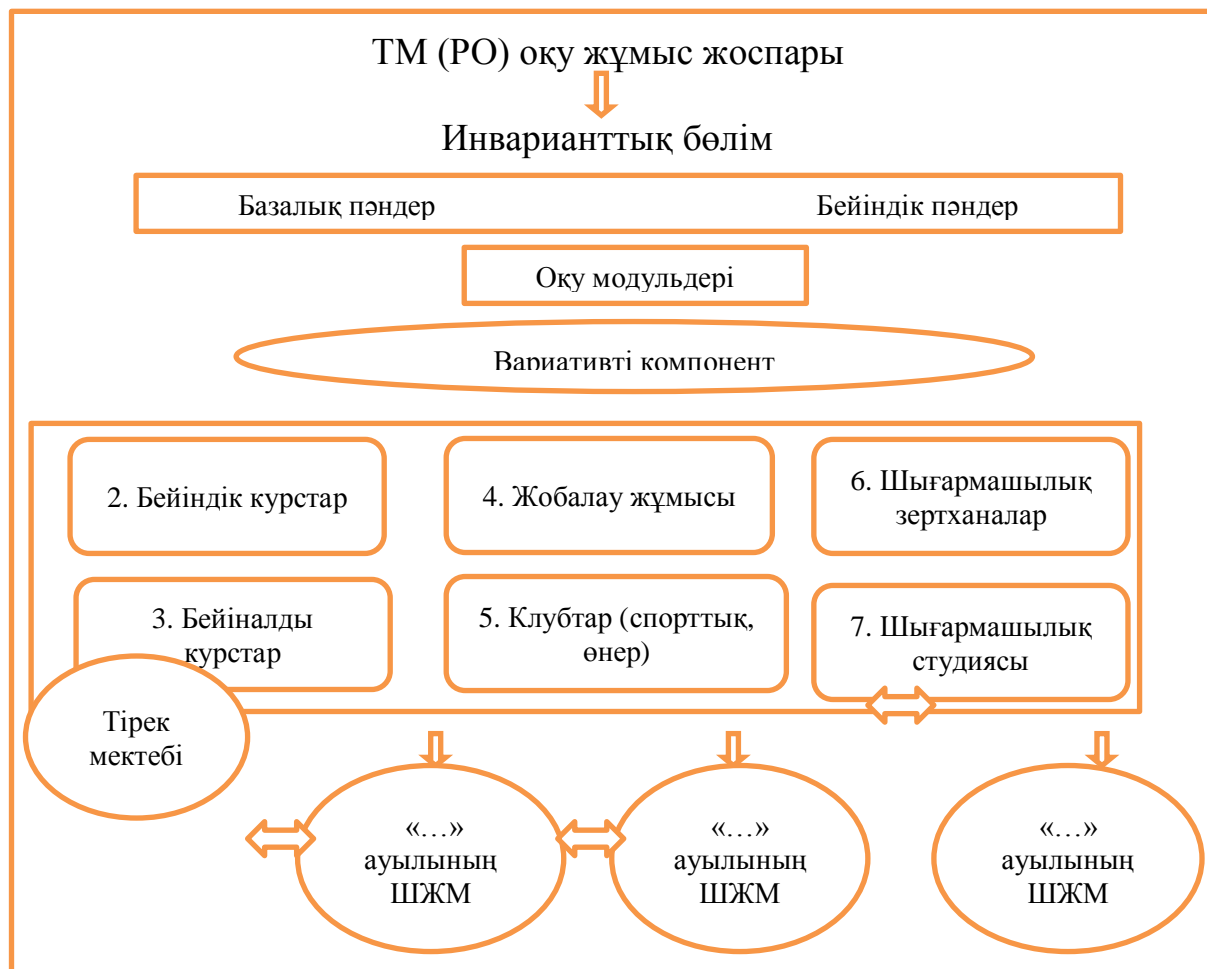 ТМ (РО) оқу жұмыс жоспары
Инварианттық бөлім
Базалық пәндер
Бейіндік пәндер
Оқу модульдері
Вариативті компонент
2. Бейіндік курстар
4. Жобалау жұмысы
6. Шығармашылық
зертханалар
3. Бейіналды
курстар
5. Клубтар (спорттық,
өнер)
7. Шығармашылық
студиясы
Тірек
мектебі
«…»
ауылының
ШЖМ
«…»
ауылының
ШЖМ
«…»
ауылының
ШЖМ